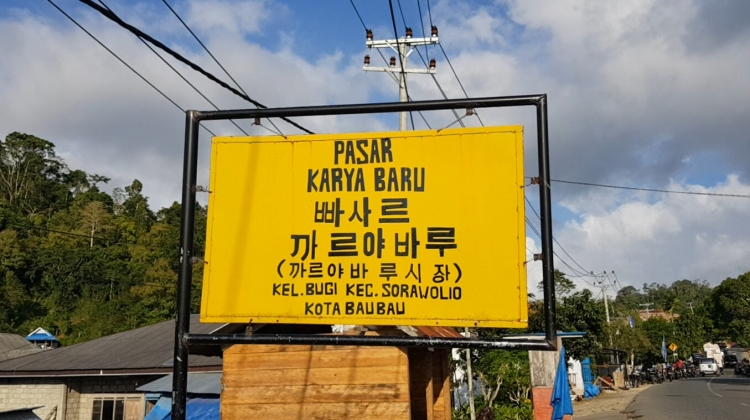 PASAR
KARYA BARU
빠사르
까르야바루
(까르야바루시장)
KEL.BUGI KEC.SORAWOLIO
KOTA BAUBAU